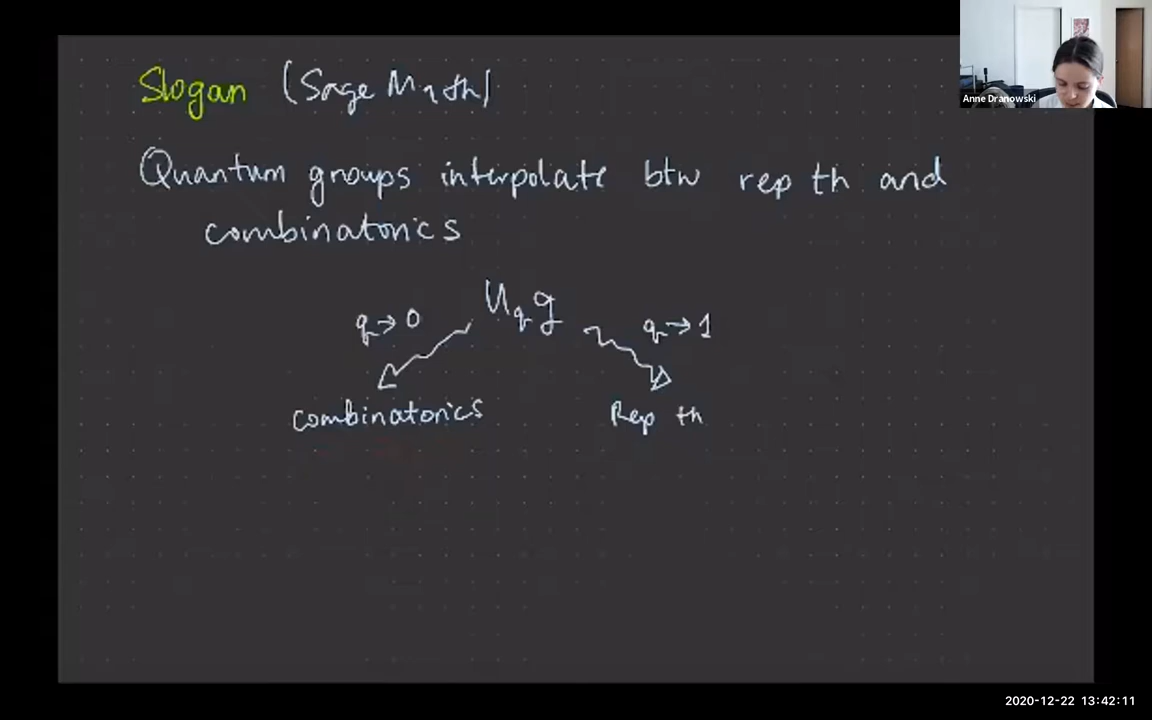 Slogan (Sage Math)
Anne Dranowski
Quantum groups interpolate btw rep th and
combinatorics
U_q g
q→0
q→1
combinatorics
Rep th
2020-12-22 13:42:11